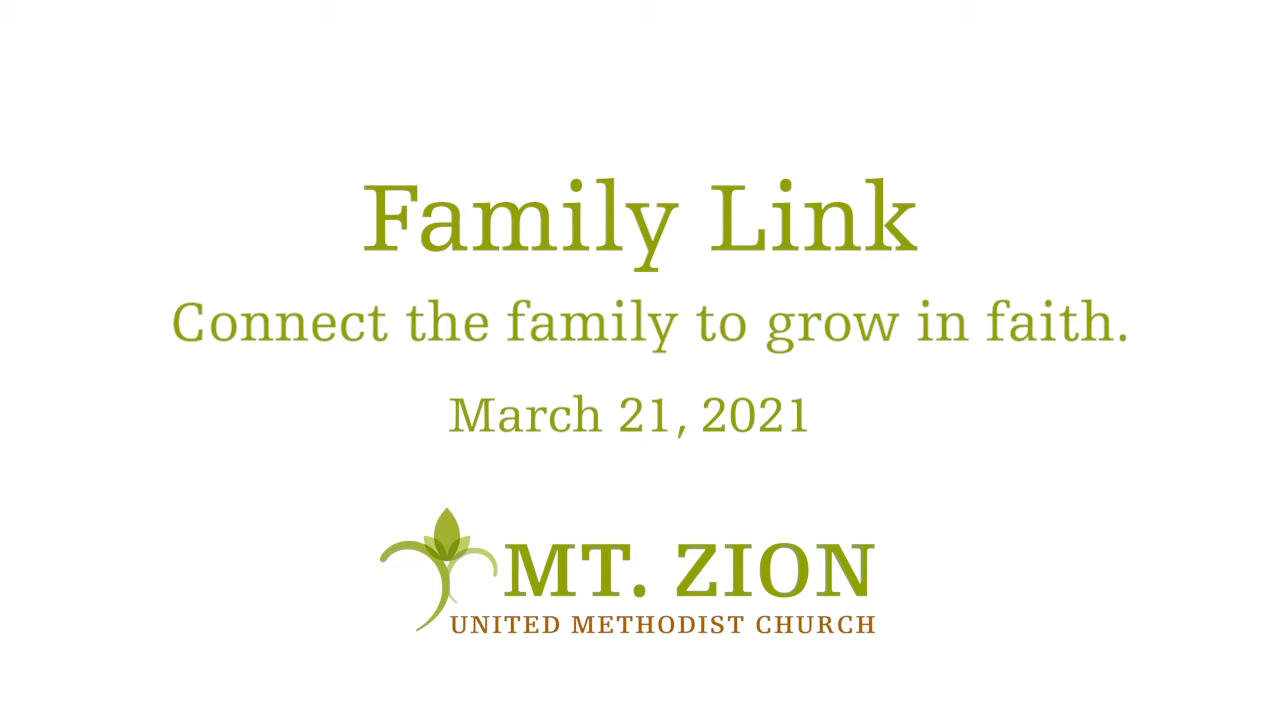 Family Link
Connect the family to grow in faith.
March 21, 2021
MT. ZION
UNITED METHODIST CHURCH